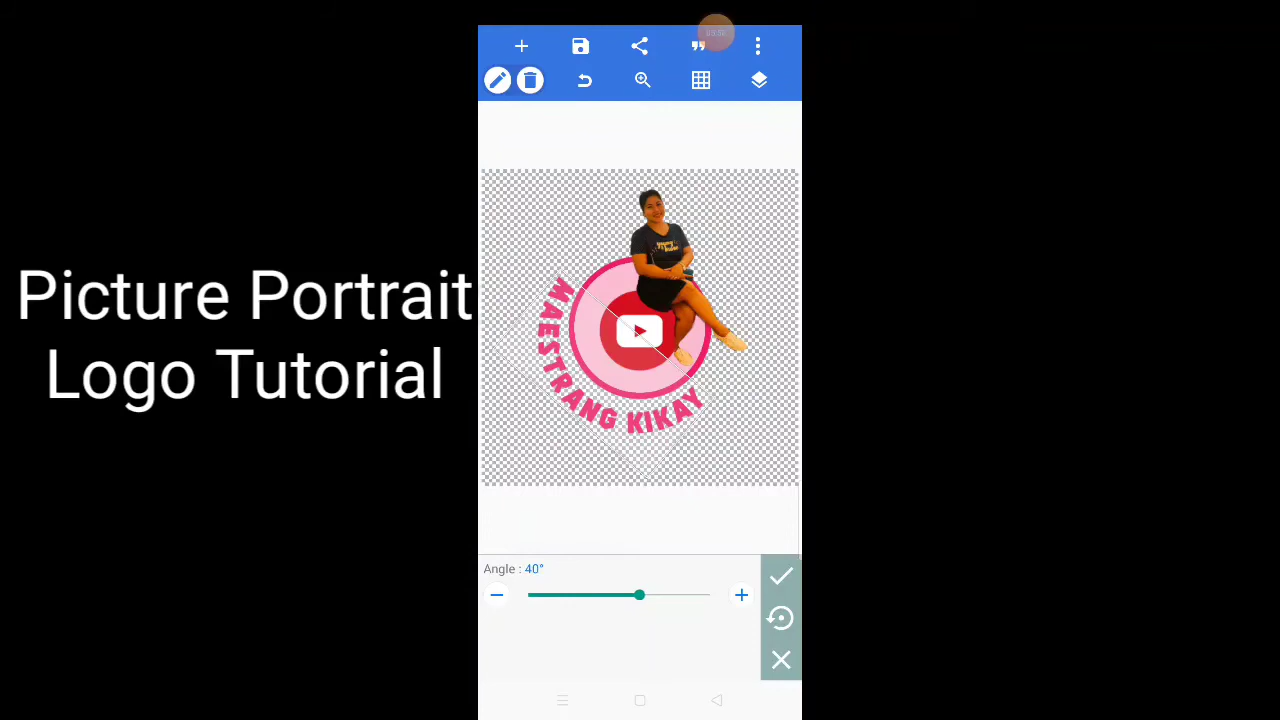 Picture Portrait
Logo Tutorial
MAESTRANG KIKAY
Angle : 40°